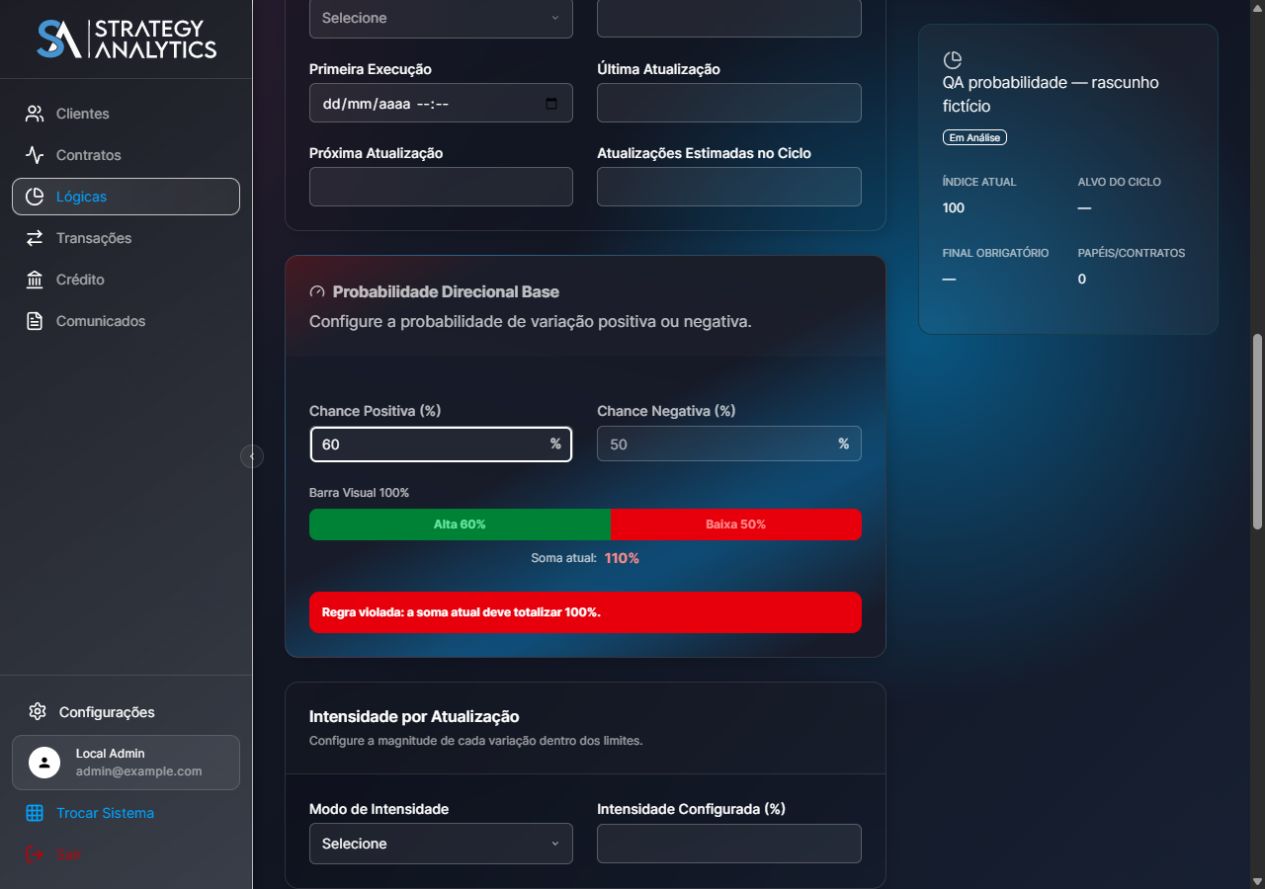 STRATEGY
ANALYTICS
Clientes
Contratos
Lógicas
Transações
Crédito
Comunicados
Configurações
Local Admin
admin@example.com
Trocar Sistema
Sair
Selecione
Primeira Execução
Última Atualização
dd/mm/aaaa --:--
Próxima Atualização
Atualizações Estimadas no Ciclo
Probabilidade Direcional Base
Configure a probabilidade de variação positiva ou negativa.
Chance Positiva (%)
Chance Negativa (%)
60 %
50 %
Barra Visual 100%
Alta 60%
Baixa 50%
Soma atual: 110%
Regra violada: a soma atual deve totalizar 100%.
Intensidade por Atualização
Configure a magnitude de cada variação dentro dos limites.
Modo de Intensidade
Intensidade Configurada (%)
Selecione
QA probabilidade — rascunho
fictício
Em Análise
ÍNDICE ATUAL
ALVO DO CICLO
100
—
FINAL OBRIGATÓRIO
PAPÉIS/CONTRATOS
—
0